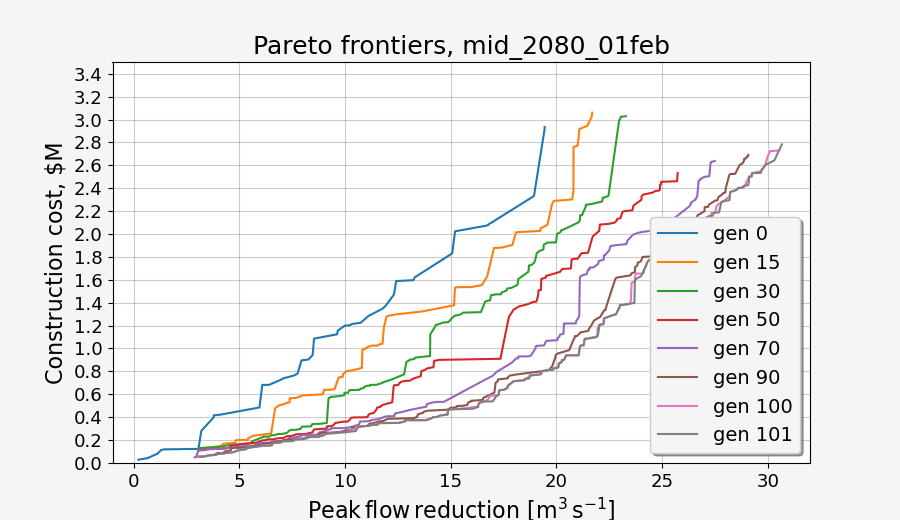 Pareto frontiers, mid_2080_01feb
Construction cost, $M
3.4
3.2
3.0
2.8
2.6
2.4
2.2
2.0
1.8
1.6
1.4
1.2
1.0
0.8
0.6
0.4
0.2
0.0
gen 0
gen 15
gen 30
gen 50
gen 70
gen 90
gen 100
gen 101
0 5 10 15 20 25 30
Peak flow reduction [m³ s⁻¹]